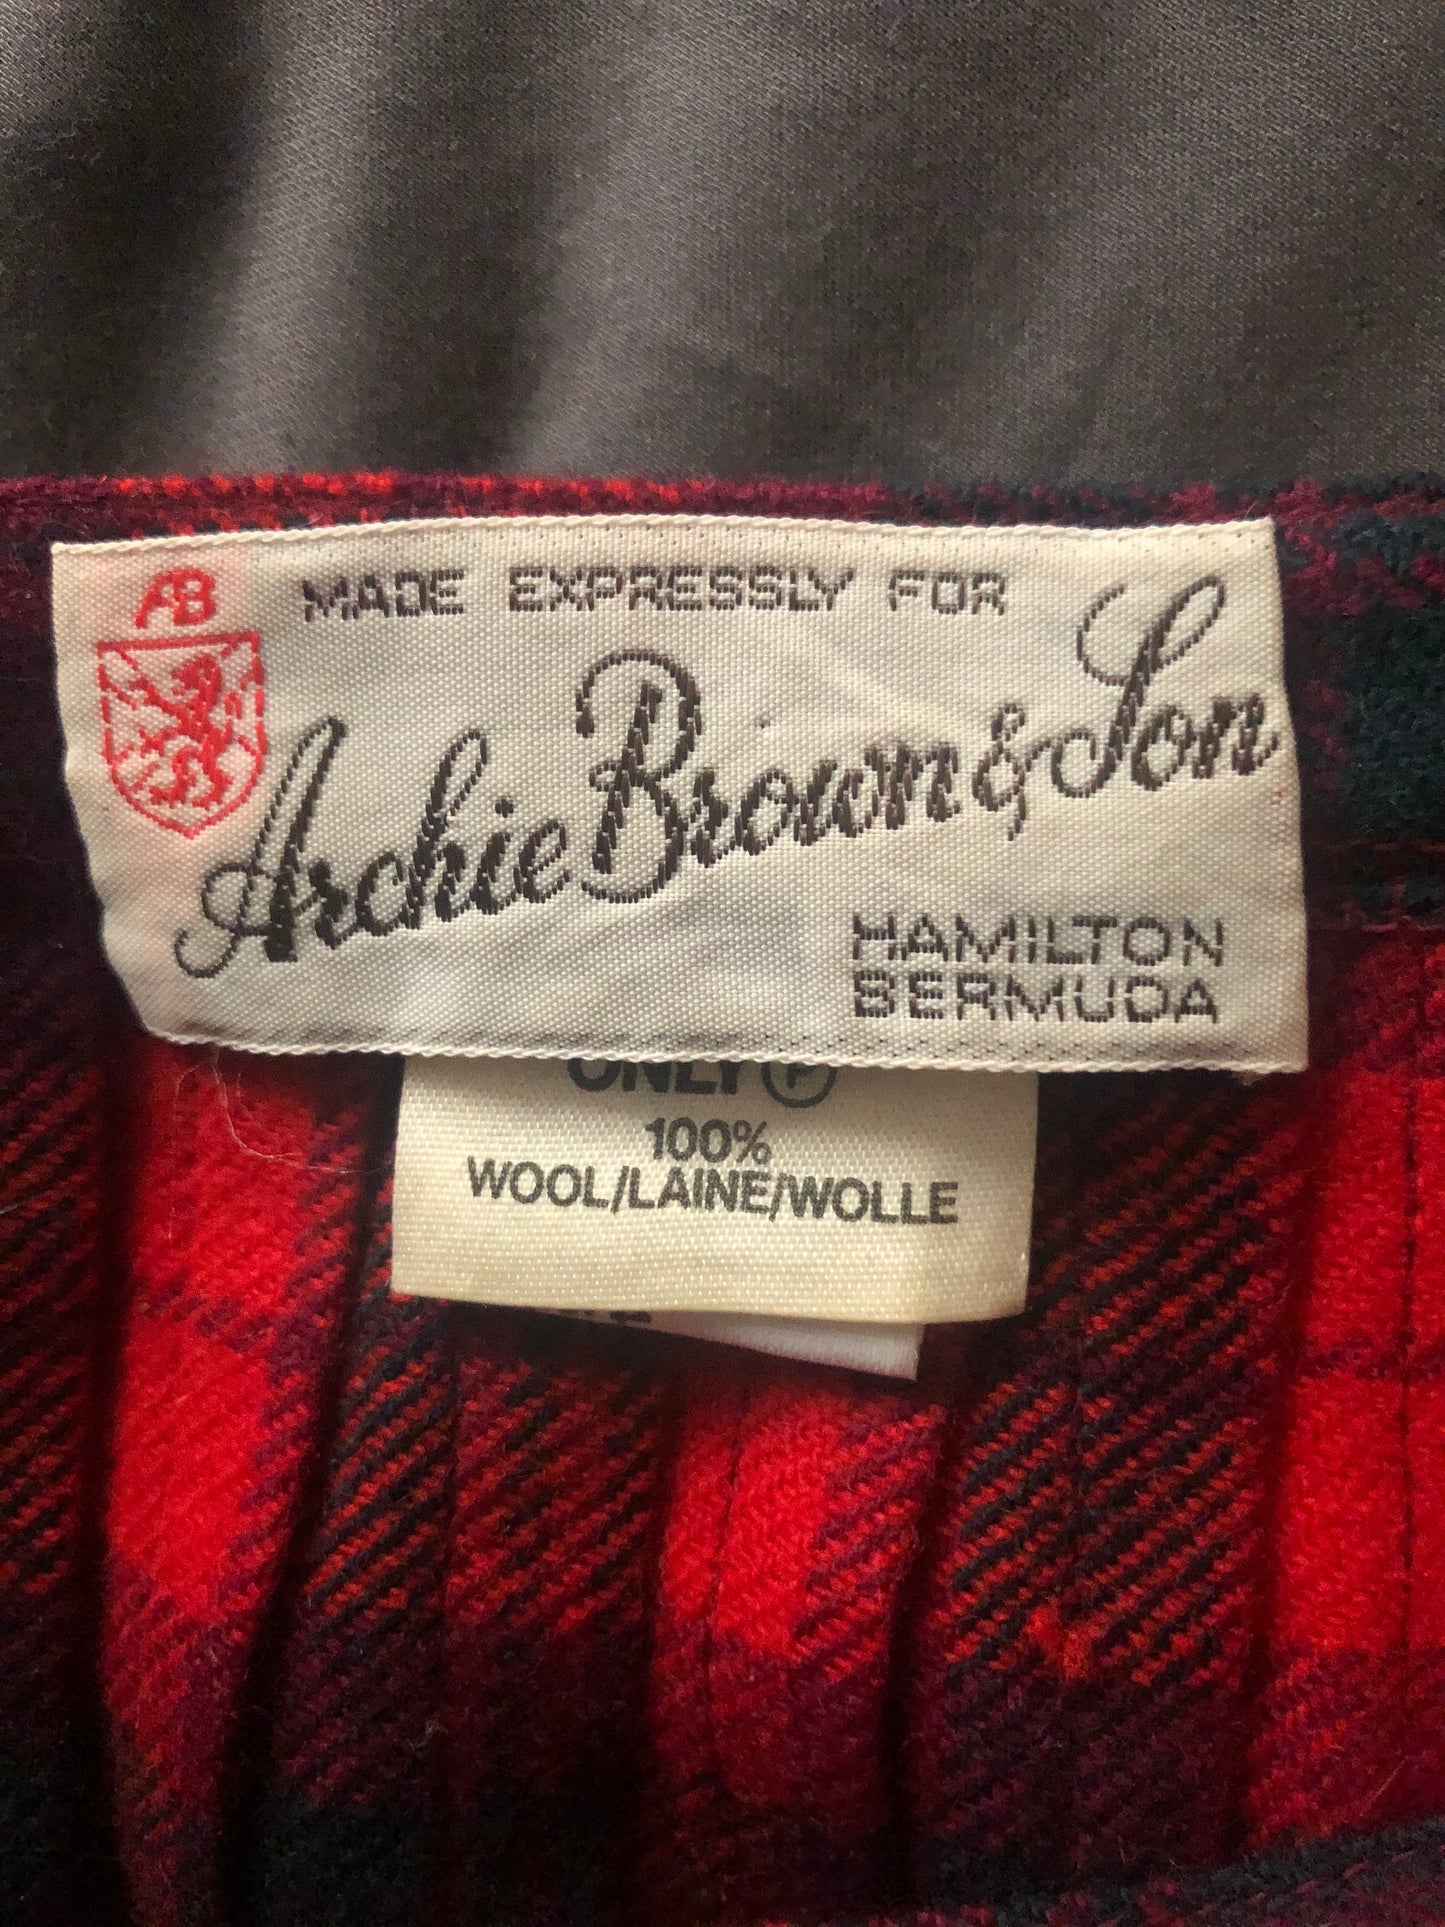 AB
MADE EXPRESSLY FOR
Archie Brown & Son
HAMILTON
BERMUDA
ONLY Ⓟ
100%
WOOL/LAINE/WOLLE